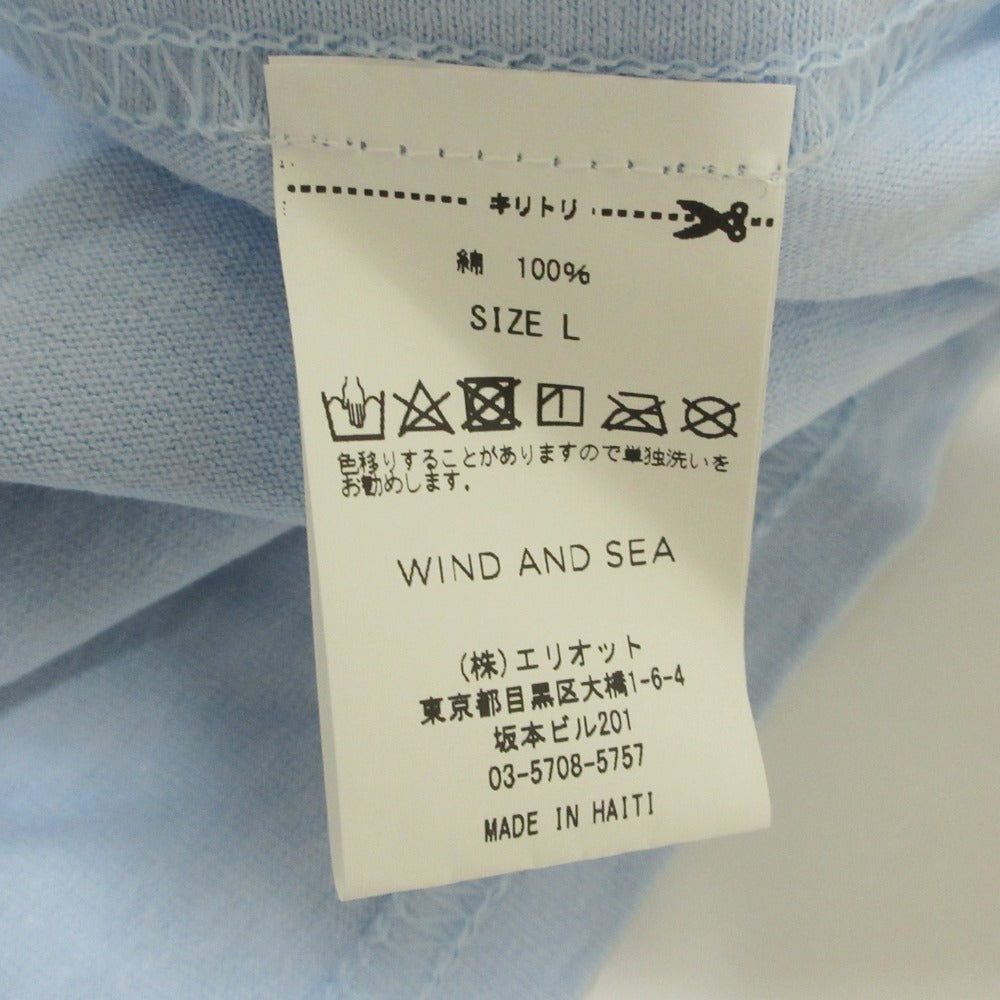 キリトリ
綿 100%
SIZE L
色移りすることがありますので単独洗いを
お勧めします。
WIND AND SEA
(株)エリオット
東京都目黒区大橋1-6-4
坂本ビル201
03-5708-5757
MADE IN HAITI